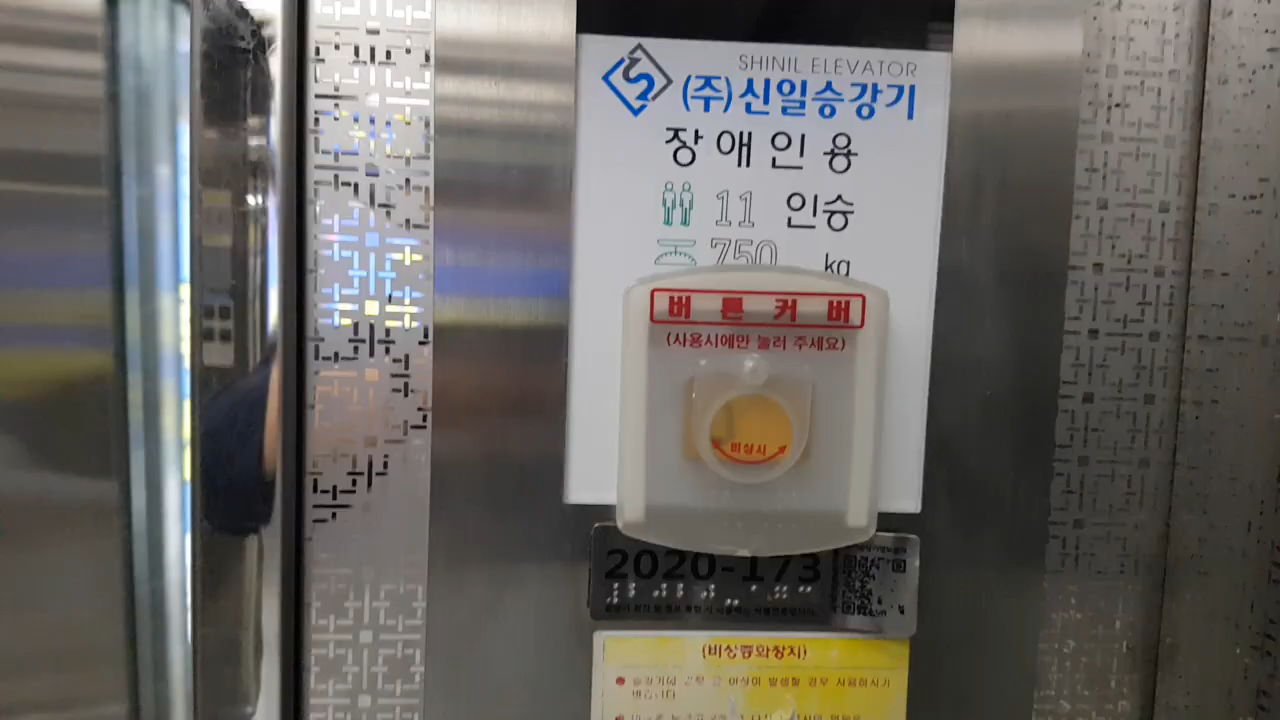 SHINIL ELEVATOR
(주)신일승강기
장애인용
11 인승
750 kg
버튼커버
(사용시에만 눌러 주세요)
비상시
2020-173
(비상통화장치)